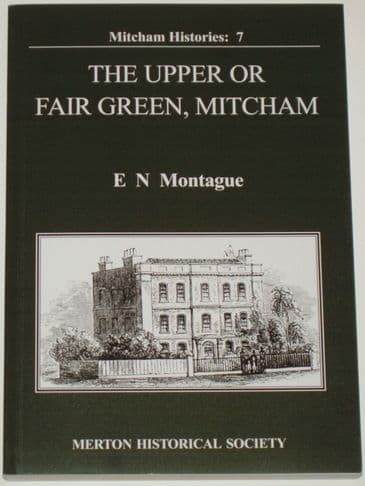 Mitcham Histories: 7
THE UPPER OR
FAIR GREEN, MITCHAM
E N Montague
MERTON HISTORICAL SOCIETY